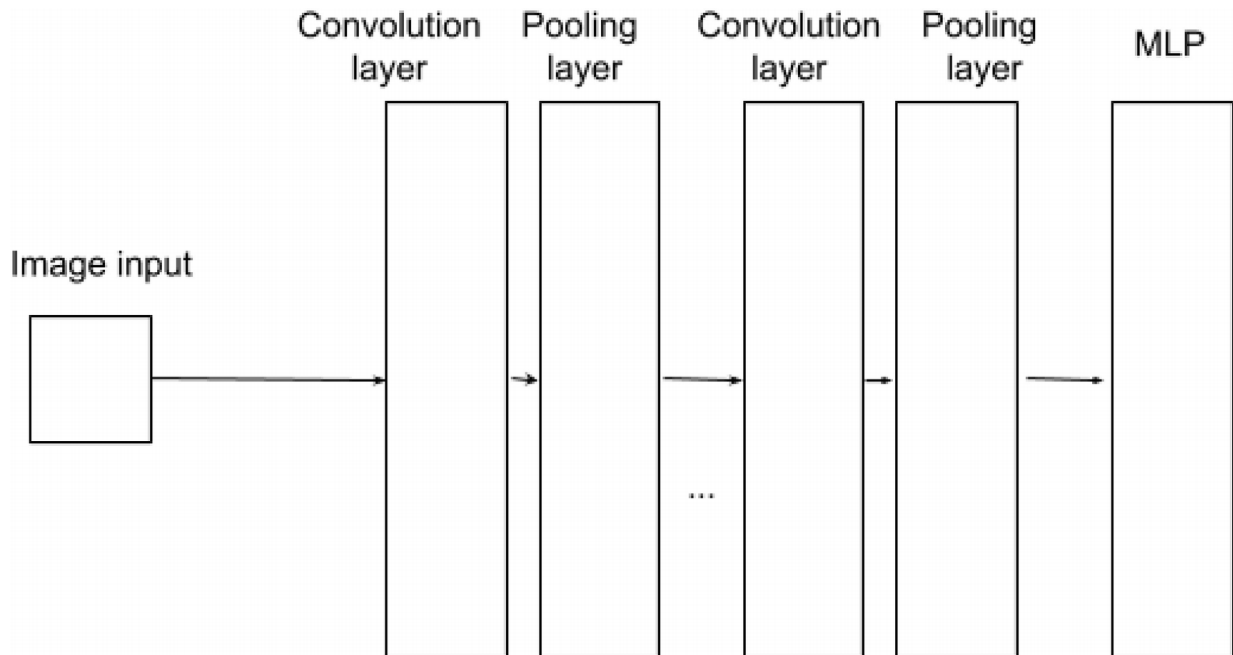 Convolution
layer
Pooling
layer
Convolution
layer
Pooling
layer
MLP
Image input
...